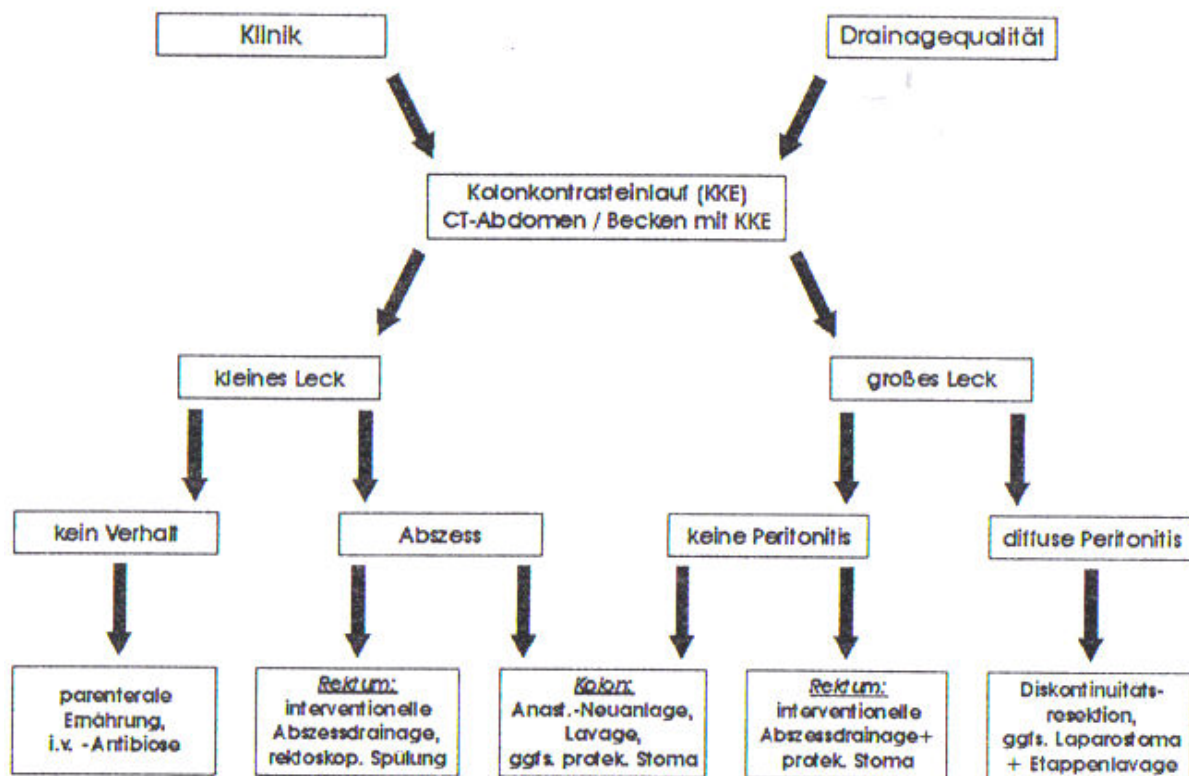 Klinik
Drainagequalität
Kolonkontrasteinlauf (KKE)
CT-Abdomen / Becken mit KKE
kleines Leck
großes Leck
kein Verhalt
Abszess
keine Peritonitis
diffuse Peritonitis
parenterale
Ernährung,
i.v. -Antibiose
Rektum:
interventionelle
Abszessdrainage,
rektoskop. Spülung
Kolon:
Anast.-Neuanlage,
Lavage,
ggfs. protek. Stoma
Rektum:
interventionelle
Abszessdrainage+
protek. Stoma
Diskontinuitäts-
resektion,
ggfs. Laparostoma
+ Etappenlavage